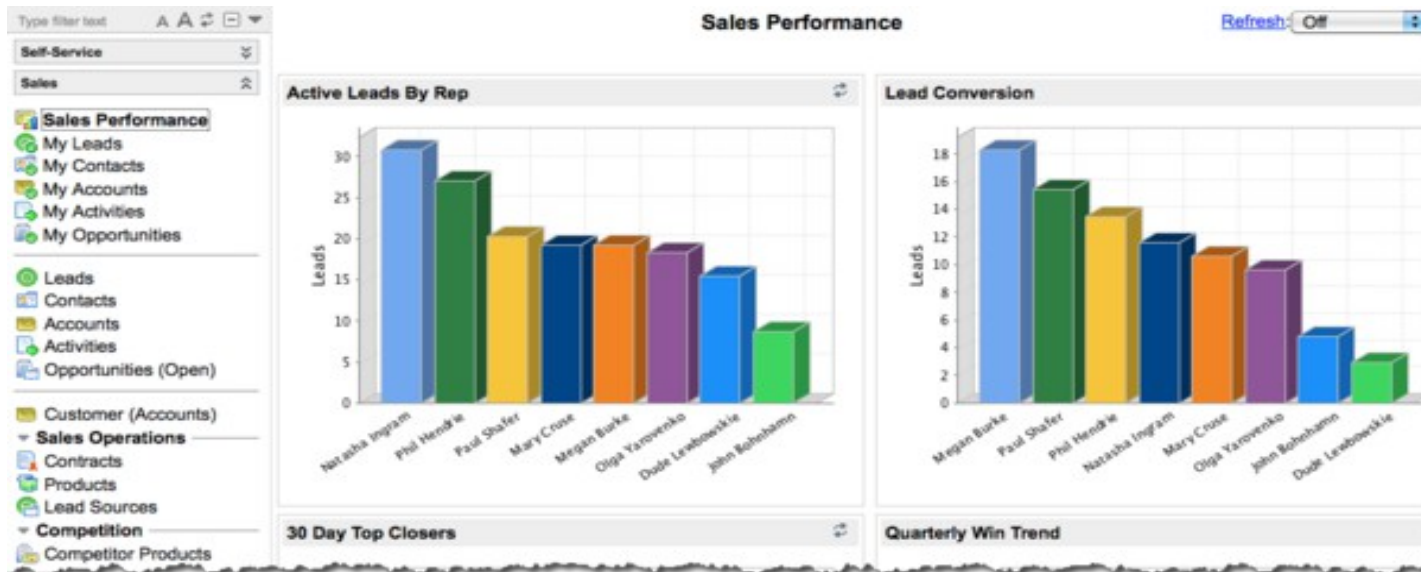 Type filter text A A
Self-Service
Sales
Sales Performance
My Leads
My Contacts
My Accounts
My Activities
My Opportunities
Leads
Contacts
Accounts
Activities
Opportunities (Open)
Customer (Accounts)
Sales Operations
Contracts
Products
Lead Sources
Competition
Competitor Products
Sales Performance
Refresh: Off
Active Leads By Rep
30
25
20
15
10
5
0
Leads
Natasha Ingram
Phil Hendrie
Paul Shafer
Mary Cruse
Megan Burke
Olga Yarovenko
Dude Lewbowskie
John Bohnhamn
Lead Conversion
18
16
14
12
10
8
6
4
2
0
Leads
Megan Burke
Paul Shafer
Phil Hendrie
Natasha Ingram
Mary Cruse
Olga Yarovenko
John Bohnhamn
Dude Lewbowskie
30 Day Top Closers
Quarterly Win Trend